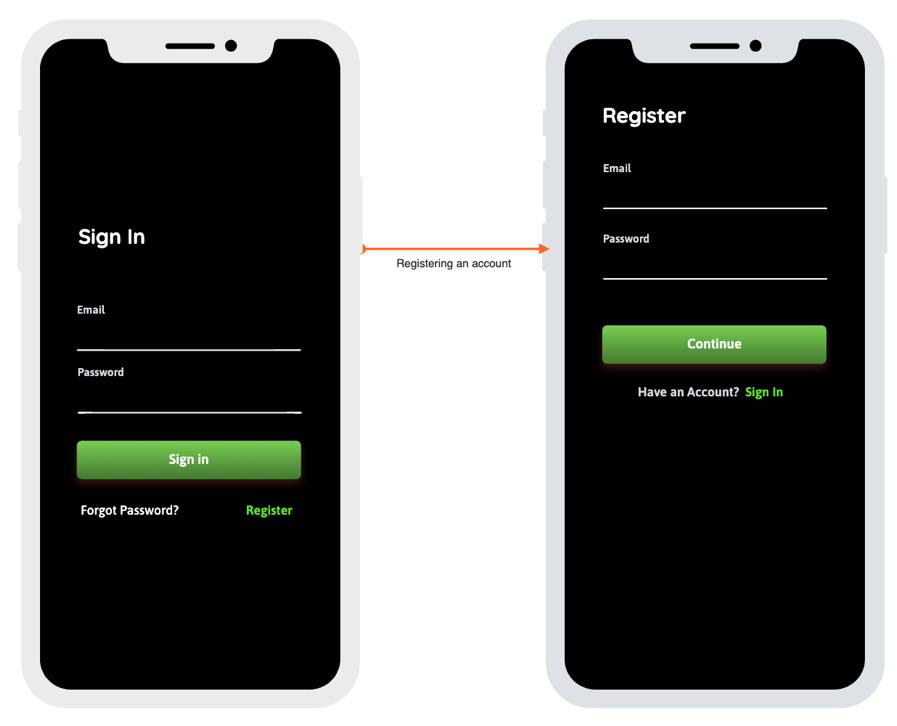 Sign In
Email
Password
Sign in
Forgot Password? Register
Registering an account
Register
Email
Password
Continue
Have an Account? Sign In